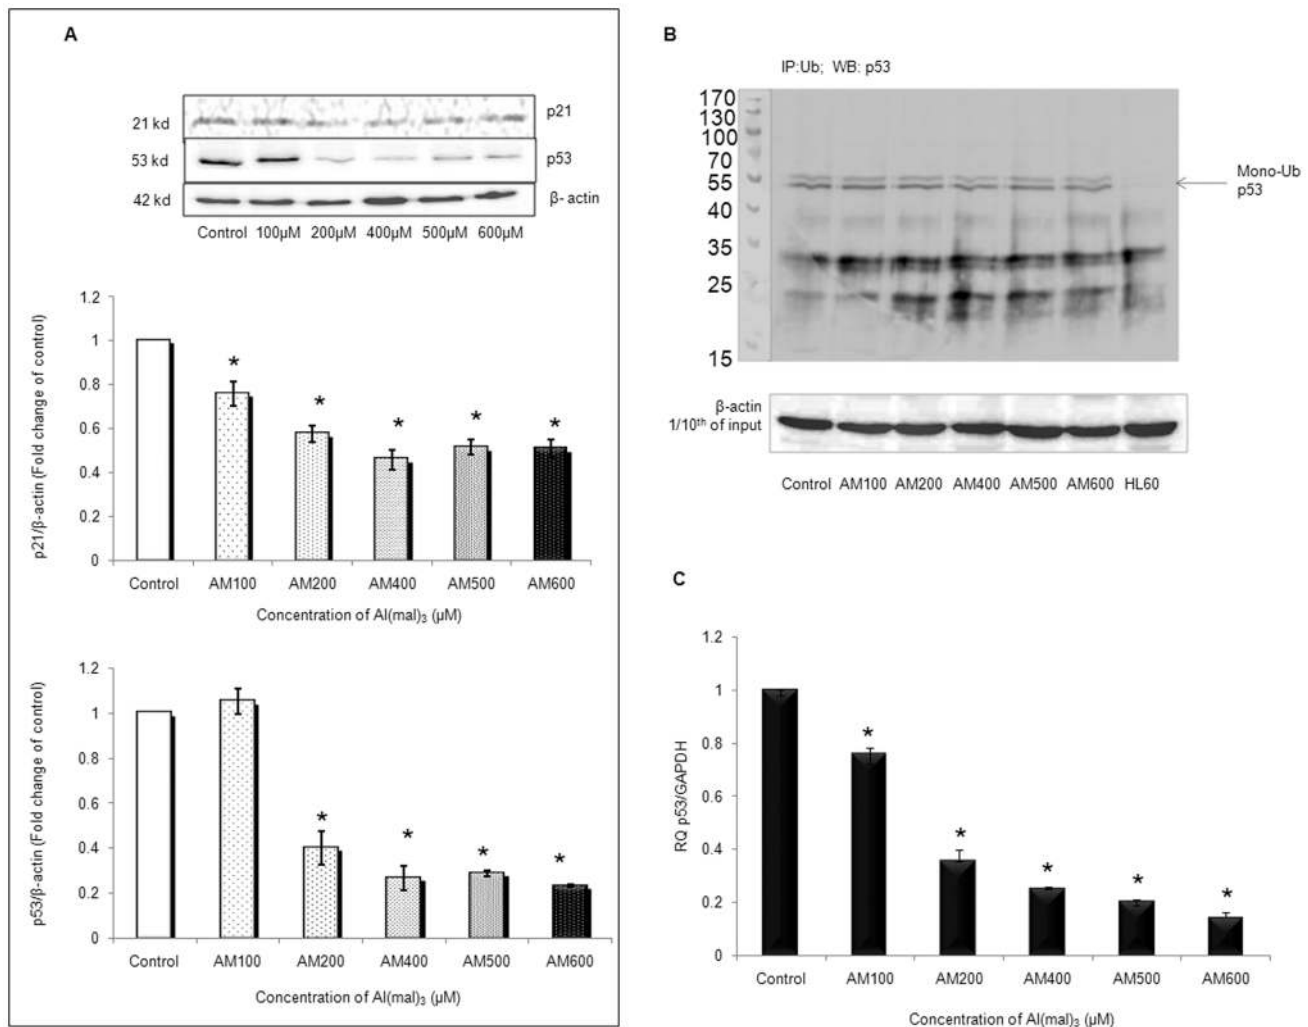 A
p21
21 kd
53 kd
p53
42 kd
β- actin
Control 100µM 200µM 400µM 500µM 600µM
p21/β-actin (Fold change of control)
1.2
1
0.8
0.6
0.4
0.2
0
* * * * *
Control AM100 AM200 AM400 AM500 AM600
Concentration of Al(mal)₃ (µM)
p53/β-actin (Fold change of control)
1.2
1
0.8
0.6
0.4
0.2
0
* * * *
Control AM100 AM200 AM400 AM500 AM600
Concentration of Al(mal)₃ (µM)
B
IP:Ub; WB: p53
170
130
100
70
55
40
35
25
15
Mono-Ub
p53
β-actin
1/10ᵗʰ of input
Control AM100 AM200 AM400 AM500 AM600 HL60
C
RQ p53/GAPDH
1.2
1
0.8
0.6
0.4
0.2
0
* * * * *
Control AM100 AM200 AM400 AM500 AM600
Concentration of Al(mal)₃ (µM)